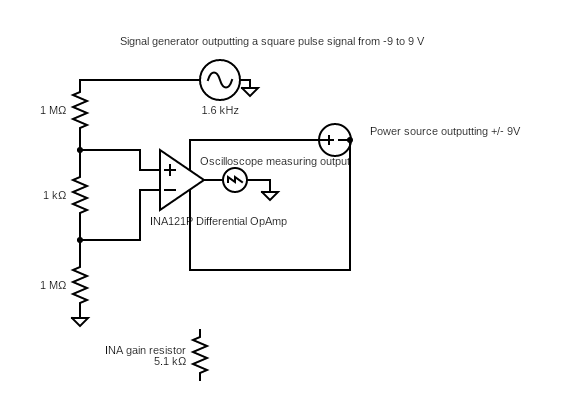 Signal generator outputting a square pulse signal from -9 to 9 V
1 MΩ
1.6 kHz
Power source outputting +/- 9V
Oscilloscope measuring output
1 kΩ
INA121P Differential OpAmp
1 MΩ
INA gain resistor
5.1 kΩ